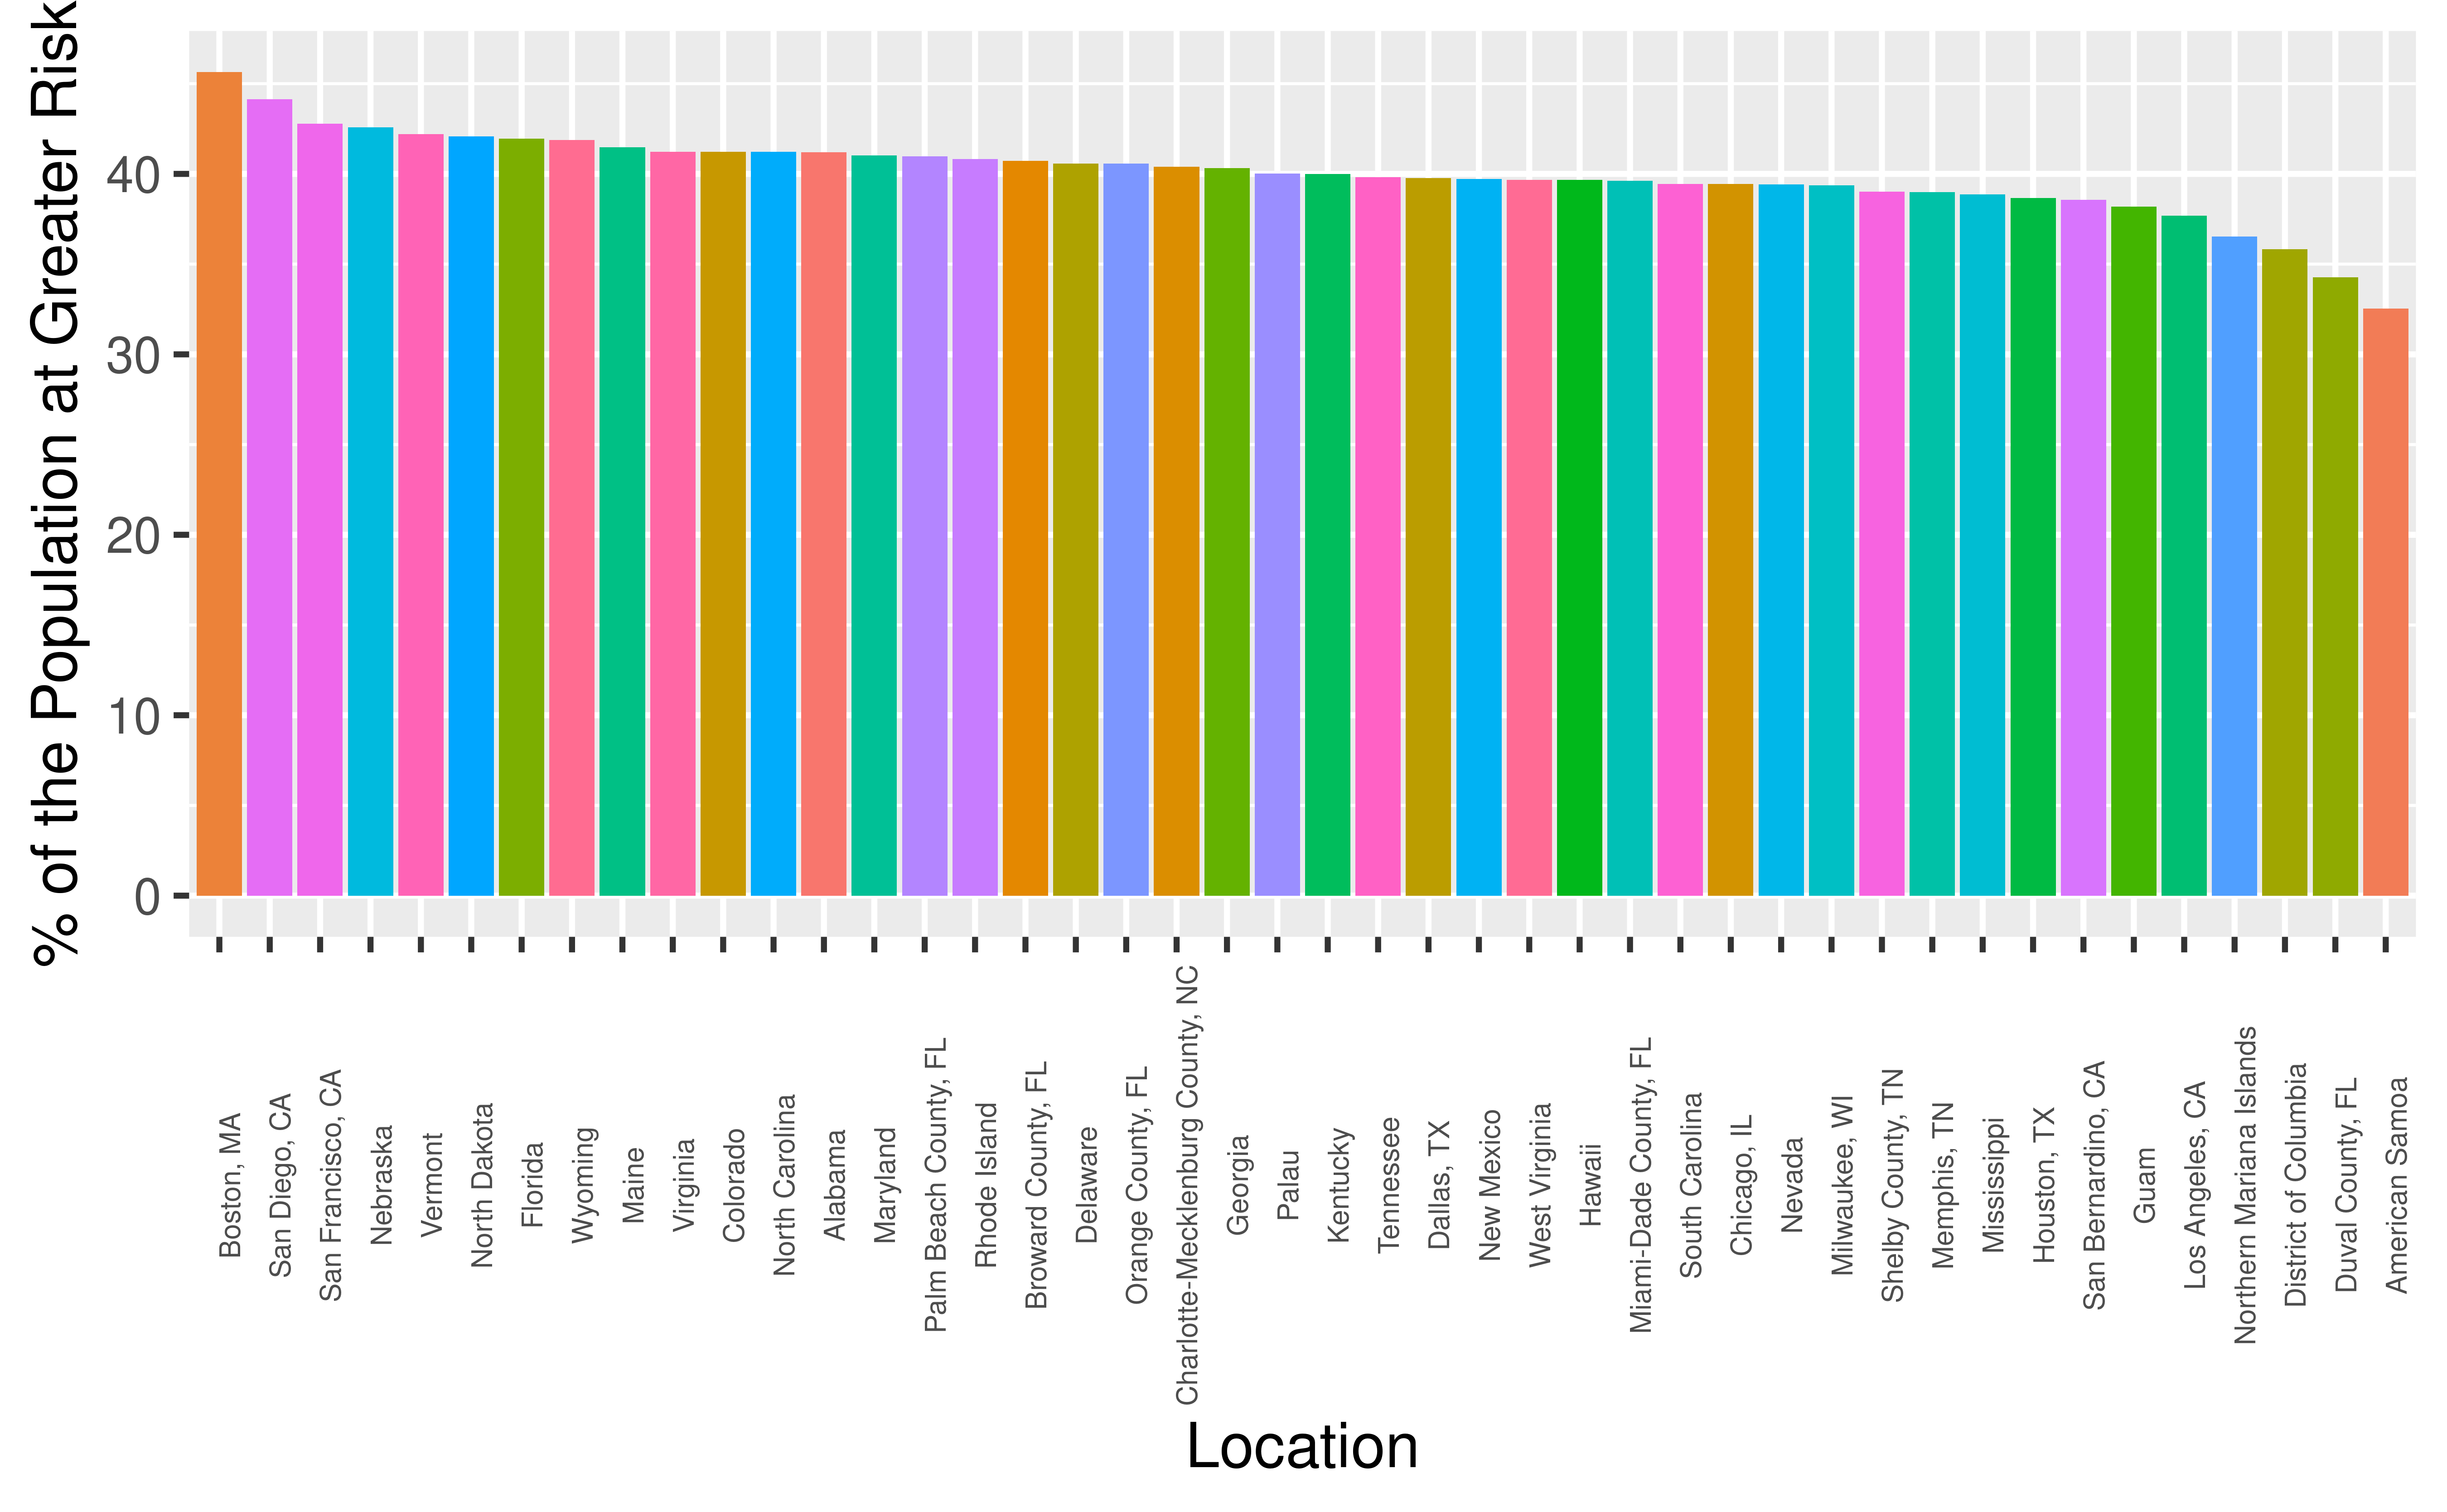 % of the Population at Greater Risk
40
30
20
10
0
Boston, MA
San Diego, CA
San Francisco, CA
Nebraska
Vermont
North Dakota
Florida
Wyoming
Maine
Virginia
Colorado
North Carolina
Alabama
Maryland
Palm Beach County, FL
Rhode Island
Broward County, FL
Delaware
Orange County, FL
Charlotte-Mecklenburg County, NC
Georgia
Palau
Kentucky
Tennessee
Dallas, TX
New Mexico
West Virginia
Hawaii
Miami-Dade County, FL
South Carolina
Chicago, IL
Nevada
Milwaukee, WI
Shelby County, TN
Memphis, TN
Mississippi
Houston, TX
San Bernardino, CA
Guam
Los Angeles, CA
Northern Mariana Islands
District of Columbia
Duval County, FL
American Samoa
Location